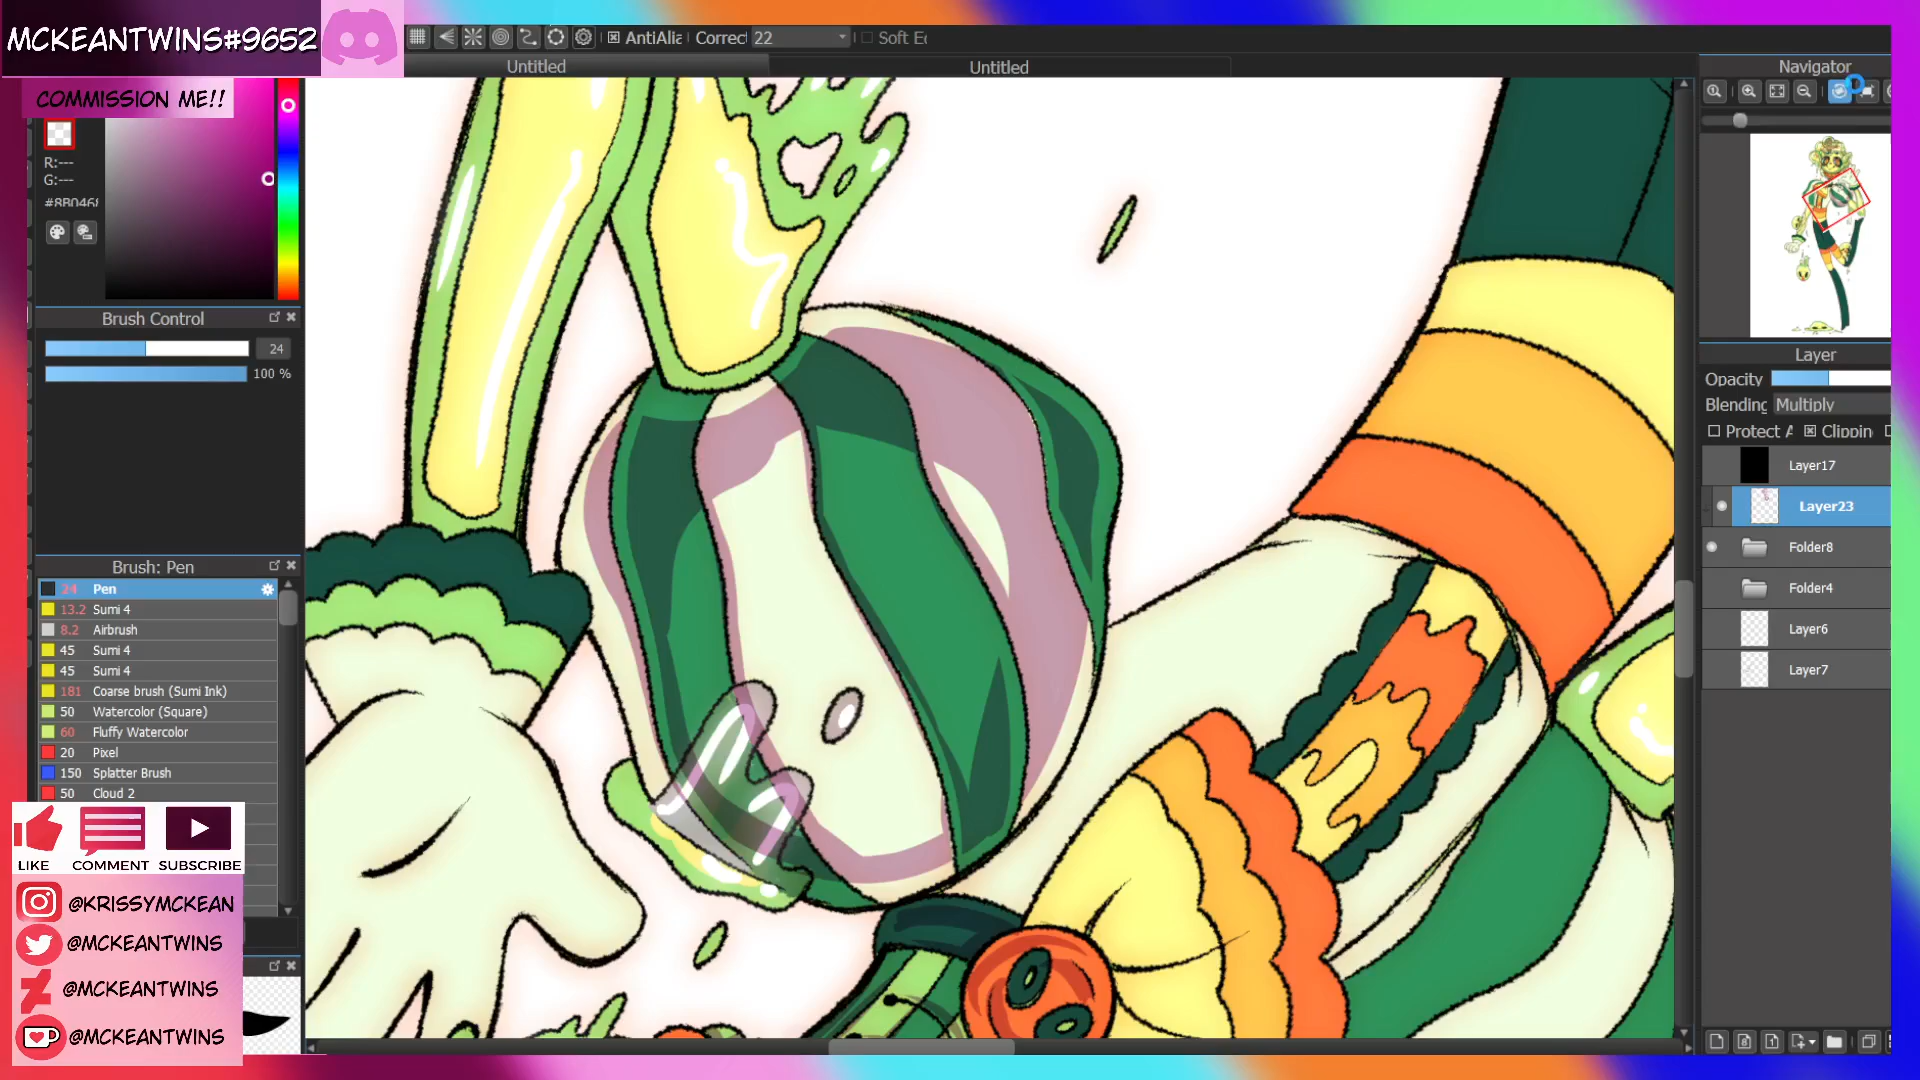 MCKEANTWINS#9652
COMMISSION ME!!
AntiAlia
Correct
22
Soft E
Untitled
Untitled
Navigator
R:---
G:---
Brush Control
24
100 %
Brush: Pen
24 Pen
13.2 Sumi 4
8.2 Airbrush
45 Sumi 4
45 Sumi 4
181 Coarse brush (Sumi Ink)
50 Watercolor (Square)
60 Fluffy Watercolor
20 Pixel
150 Splatter Brush
50 Cloud 2
LIKE COMMENT SUBSCRIBE
@KRISSYMCKEAN
@MCKEANTWINS
@MCKEANTWINS
@MCKEANTWINS
Layer
Opacity
Blending Multiply
Protect A Clippin
Layer17
Layer23
Folder8
Folder4
Layer6
Layer7